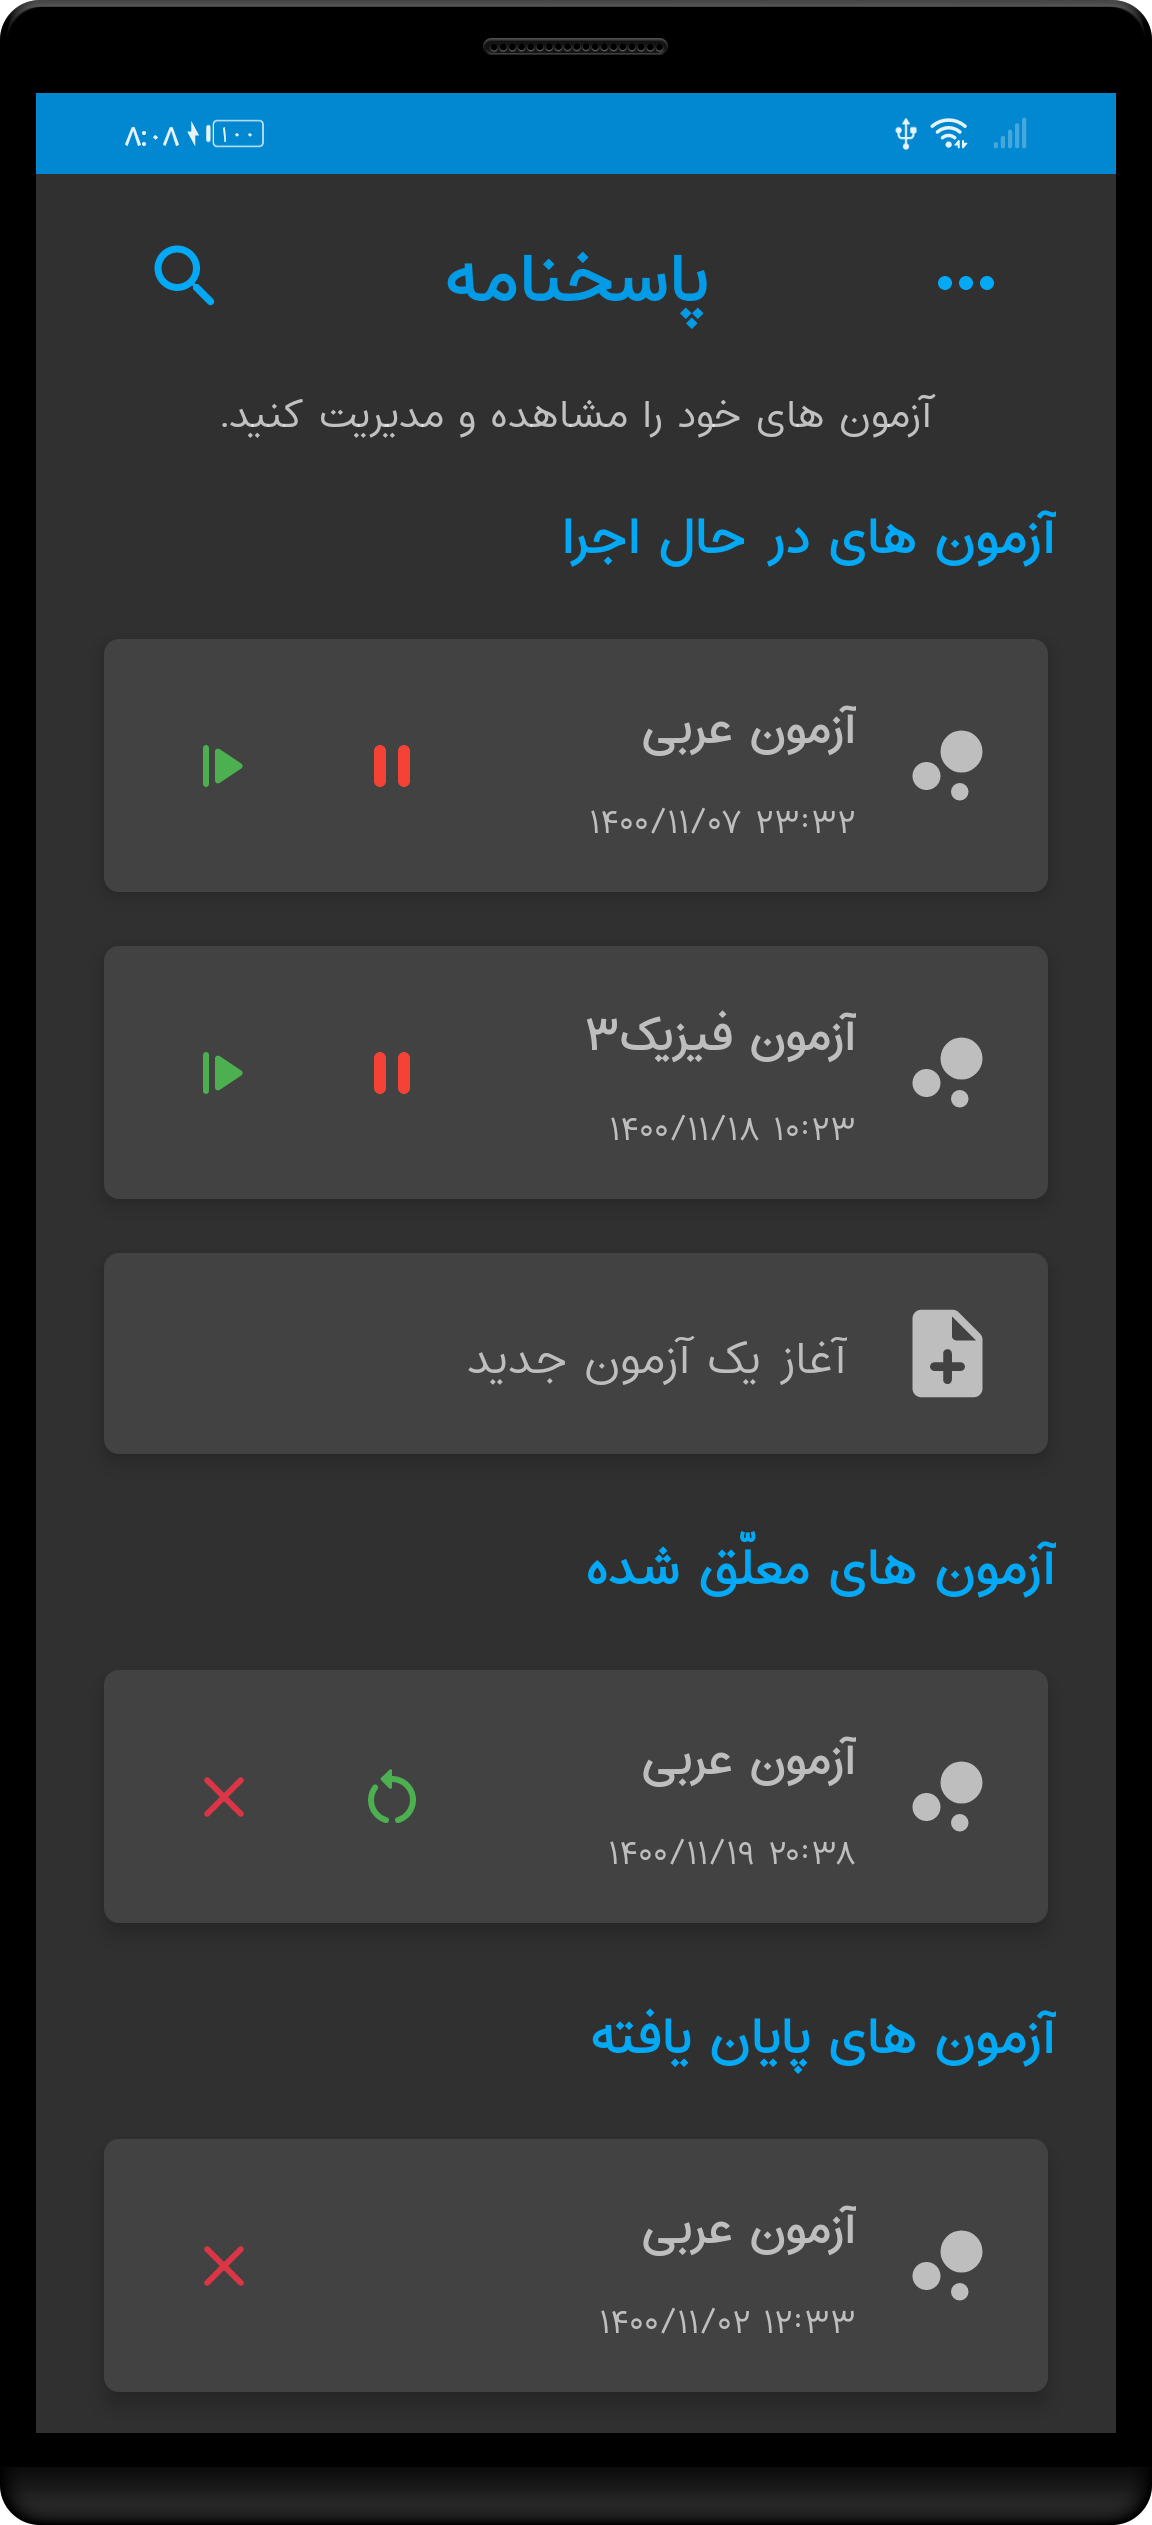 ۸:۰۸ ۱۰۰
پاسخنامه
آزمون های خود را مشاهده و مدیریت کنید.
آزمون های در حال اجرا
آزمون عربی
۱۴۰۰/۱۱/۰۷ ۲۳:۳۲
آزمون فیزیک۳
۱۴۰۰/۱۱/۱۸ ۱۰:۲۳
آغاز یک آزمون جدید
آزمون های معلّق شده
آزمون عربی
۱۴۰۰/۱۱/۱۹ ۲۰:۳۸
آزمون های پایان یافته
آزمون عربی
۱۴۰۰/۱۱/۰۲ ۱۲:۳۳